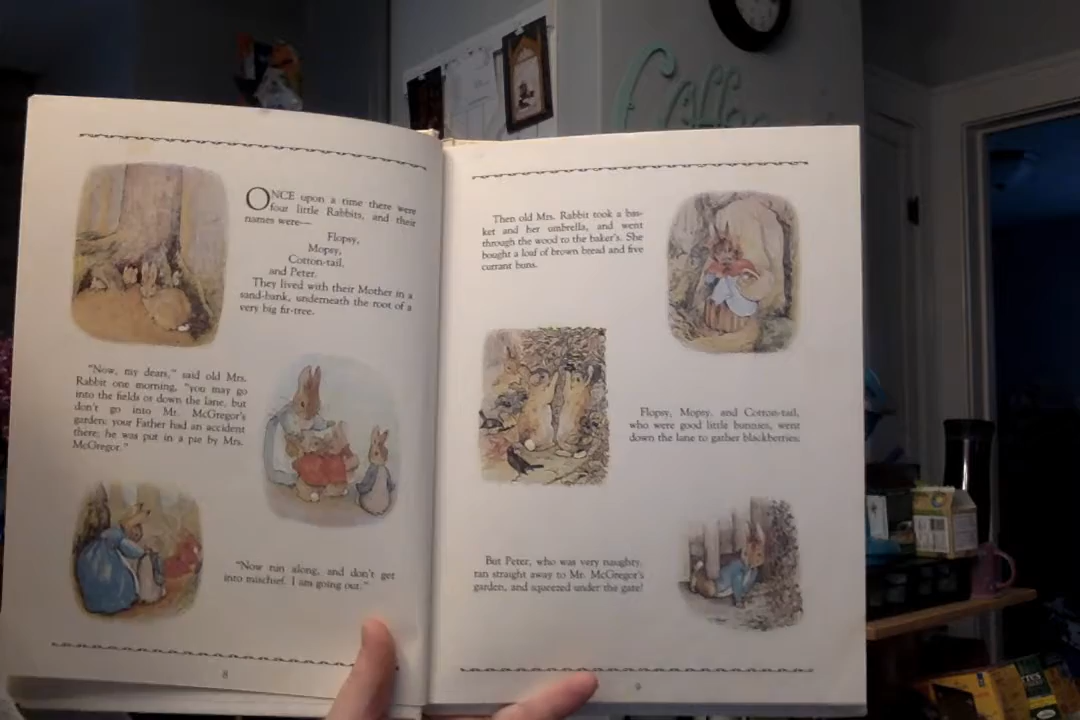 ONCE upon a time there were
four little Rabbits, and their
names were—
Flopsy,
Mopsy,
Cotton-tail,
and Peter.
They lived with their Mother in a
sand-bank, underneath the root of a
very big fir-tree.
"Now, my dears," said old Mrs.
Rabbit one morning, "you may go
into the fields or down the lane, but
don't go into Mr. McGregor's
garden: your Father had an accident
there; he was put in a pie by Mrs.
McGregor."
"Now run along, and don't get
into mischief. I am going out."
8
Then old Mrs. Rabbit took a bas-
ket and her umbrella, and went
through the wood to the baker's. She
bought a loaf of brown bread and five
currant buns.
Flopsy, Mopsy, and Cotton-tail,
who were good little bunnies, went
down the lane to gather blackberries;
But Peter, who was very naughty,
ran straight away to Mr. McGregor's
garden, and squeezed under the gate!
9